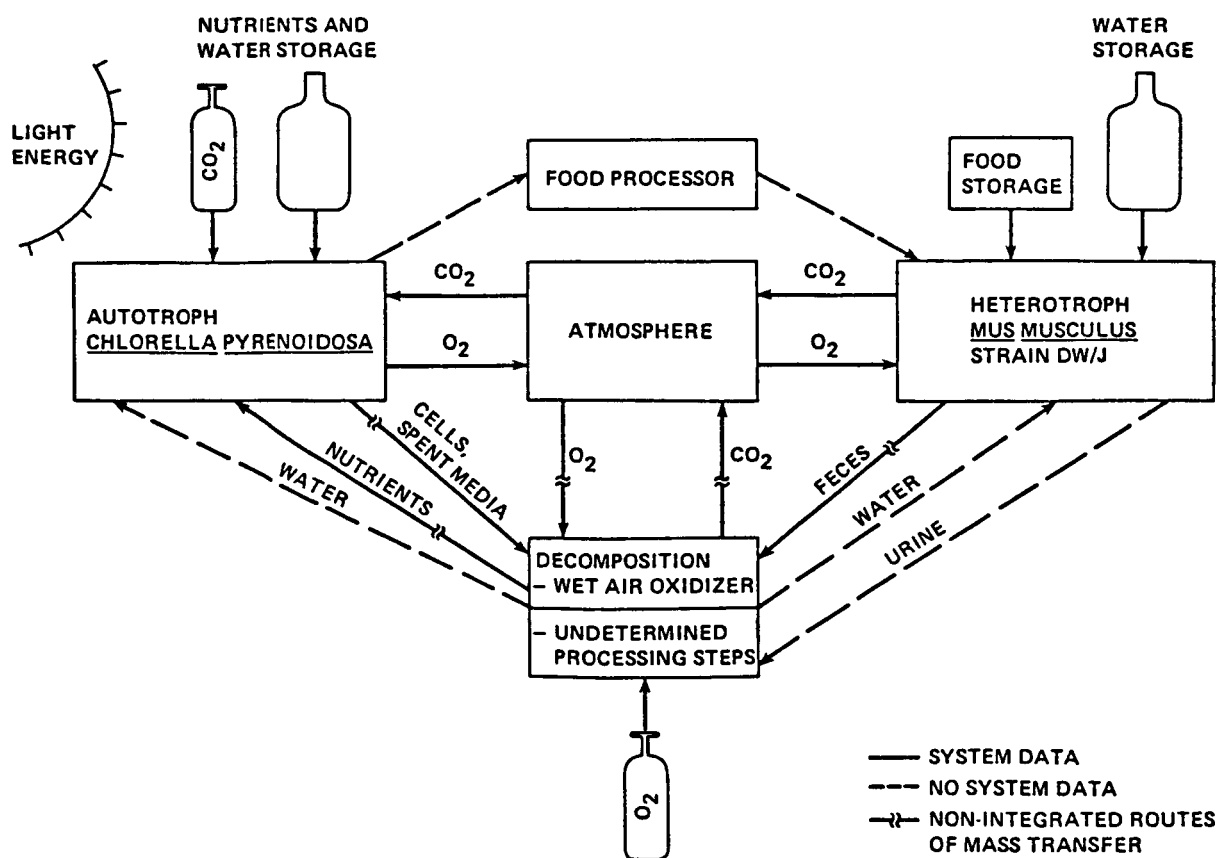 NUTRIENTS AND
WATER STORAGE
WATER
STORAGE
LIGHT
ENERGY
CO2
FOOD PROCESSOR
FOOD
STORAGE
CO2
CO2
AUTOTROPH
CHLORELLA PYRENOIDOSA
ATMOSPHERE
HETEROTROPH
MUS MUSCULUS
STRAIN DW/J
O2
O2
CELLS,
SPENT MEDIA
NUTRIENTS
WATER
O2
CO2
FECES
WATER
URINE
DECOMPOSITION
– WET AIR OXIDIZER
– UNDETERMINED
PROCESSING STEPS
O2
SYSTEM DATA
NO SYSTEM DATA
NON-INTEGRATED ROUTES
OF MASS TRANSFER